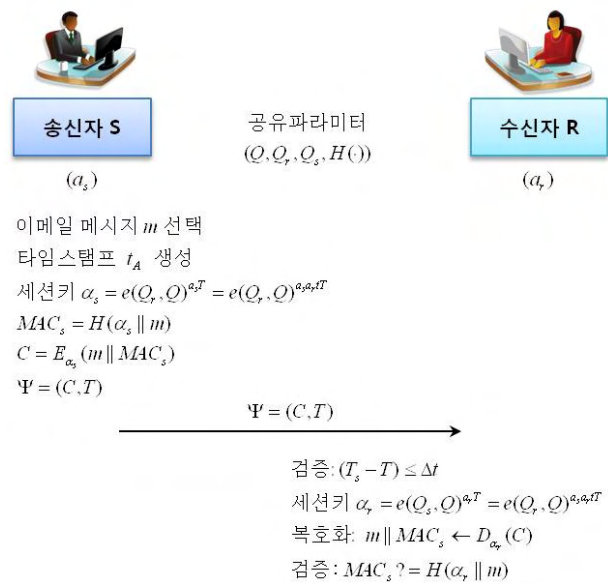 송신자 S
공유파라미터
수신자 R
(Q, Q_r, Q_s, H(·))
(a_s)
(a_r)
이메일 메시지 m 선택
타임스탬프 t_A 생성
세션키 α_s = e(Q_r, Q)^{a_s T} = e(Q_r, Q)^{a_s a_r tT}
MAC_s = H(α_s || m)
C = E_{α_s}(m || MAC_s)
Ψ = (C, T)
Ψ = (C, T)
검증: (T_s − T) ≤ Δt
세션키 α_r = e(Q_s, Q)^{a_r T} = e(Q_r, Q)^{a_s a_r tT}
복호화: m || MAC_s ← D_{α_r}(C)
검증 : MAC_s ? = H(α_r || m)